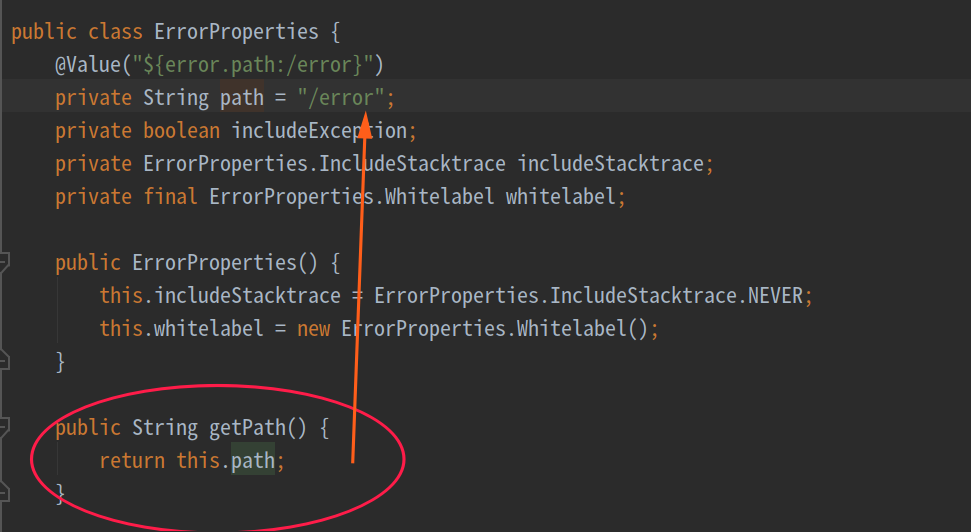 public class ErrorProperties {
@Value("${error.path:/error}")
private String path = "/error";
private boolean includeException;
private ErrorProperties.IncludeStacktrace includeStacktrace;
private final ErrorProperties.Whitelabel whitelabel;
public ErrorProperties() {
this.includeStacktrace = ErrorProperties.IncludeStacktrace.NEVER;
this.whitelabel = new ErrorProperties.Whitelabel();
}
public String getPath() {
return this.path;
}